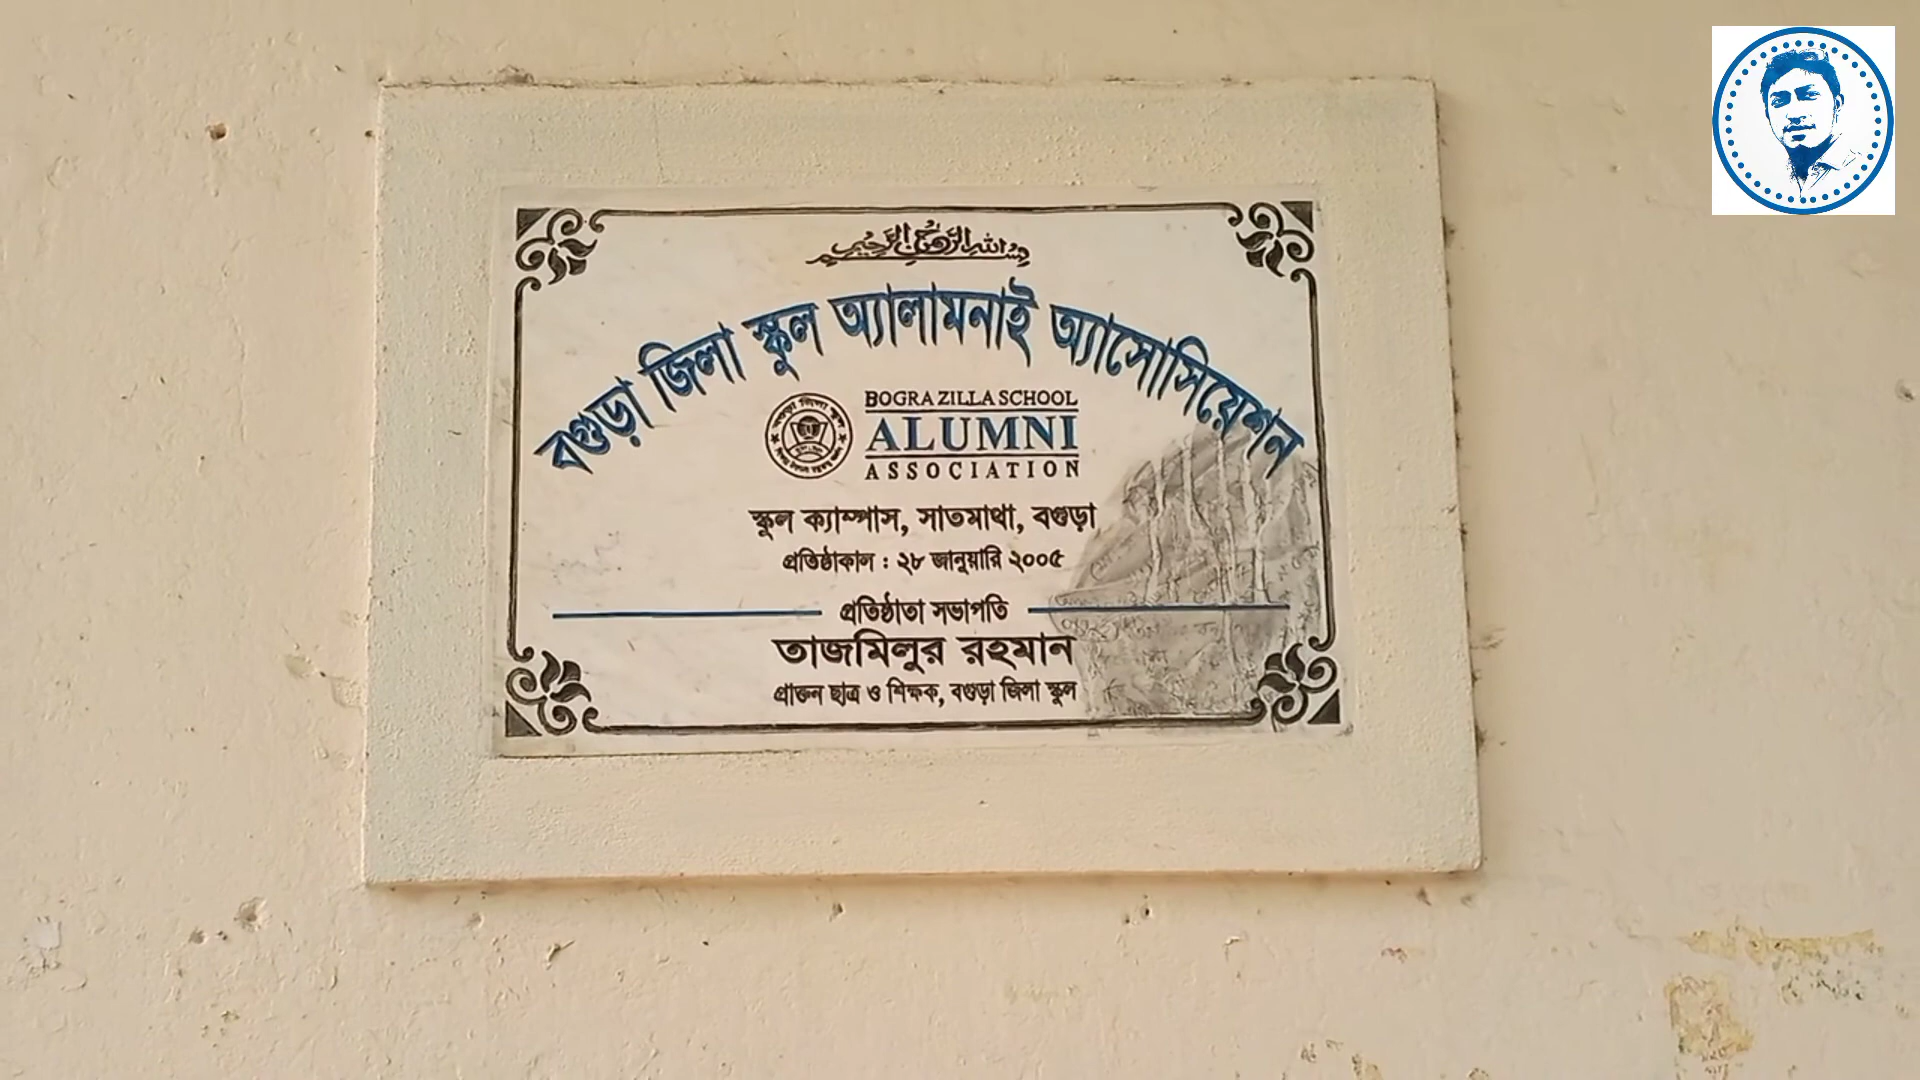 بسم الله الرحمن الرحيم
বগুড়া জিলা স্কুল অ্যালামনাই অ্যাসোসিয়েশন
বগুড়া জিলা স্কুল
BOGRA ZILLA SCHOOL
ALUMNI
ASSOCIATION
স্কুল ক্যাম্পাস, সাতমাথা, বগুড়া
প্রতিষ্ঠাকাল : ২৮ জানুয়ারি ২০০৫
প্রতিষ্ঠাতা সভাপতি
তাজমিলুর রহমান
প্রাক্তন ছাত্র ও শিক্ষক, বগুড়া জিলা স্কুল